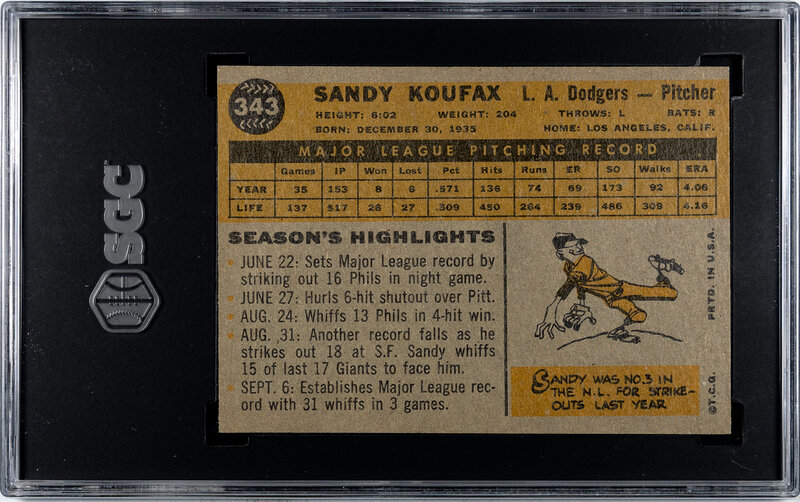 SGC
343
SANDY KOUFAX L. A. Dodgers — Pitcher
HEIGHT: 6:02 WEIGHT: 204 THROWS: L BATS: R
BORN: DECEMBER 30, 1935 HOME: LOS ANGELES, CALIF.
MAJOR LEAGUE PITCHING RECORD
Games IP Won Lost Pct Hits Runs ER SO Walks ERA
YEAR 35 153 8 6 .571 136 74 69 173 92 4.06
LIFE 137 517 28 27 .509 450 264 239 486 309 4.16
SEASON'S HIGHLIGHTS
JUNE 22: Sets Major League record by
striking out 16 Phils in night game.
JUNE 27: Hurls 6-hit shutout over Pitt.
AUG. 24: Whiffs 13 Phils in 4-hit win.
AUG. 31: Another record falls as he
strikes out 18 at S.F. Sandy whiffs
15 of last 17 Giants to face him.
SEPT. 6: Establishes Major League rec-
ord with 31 whiffs in 3 games.
SANDY WAS NO. 3 IN
THE N.L. FOR STRIKE-
OUTS LAST YEAR
©T.C.G. PRTD. IN U.S.A.